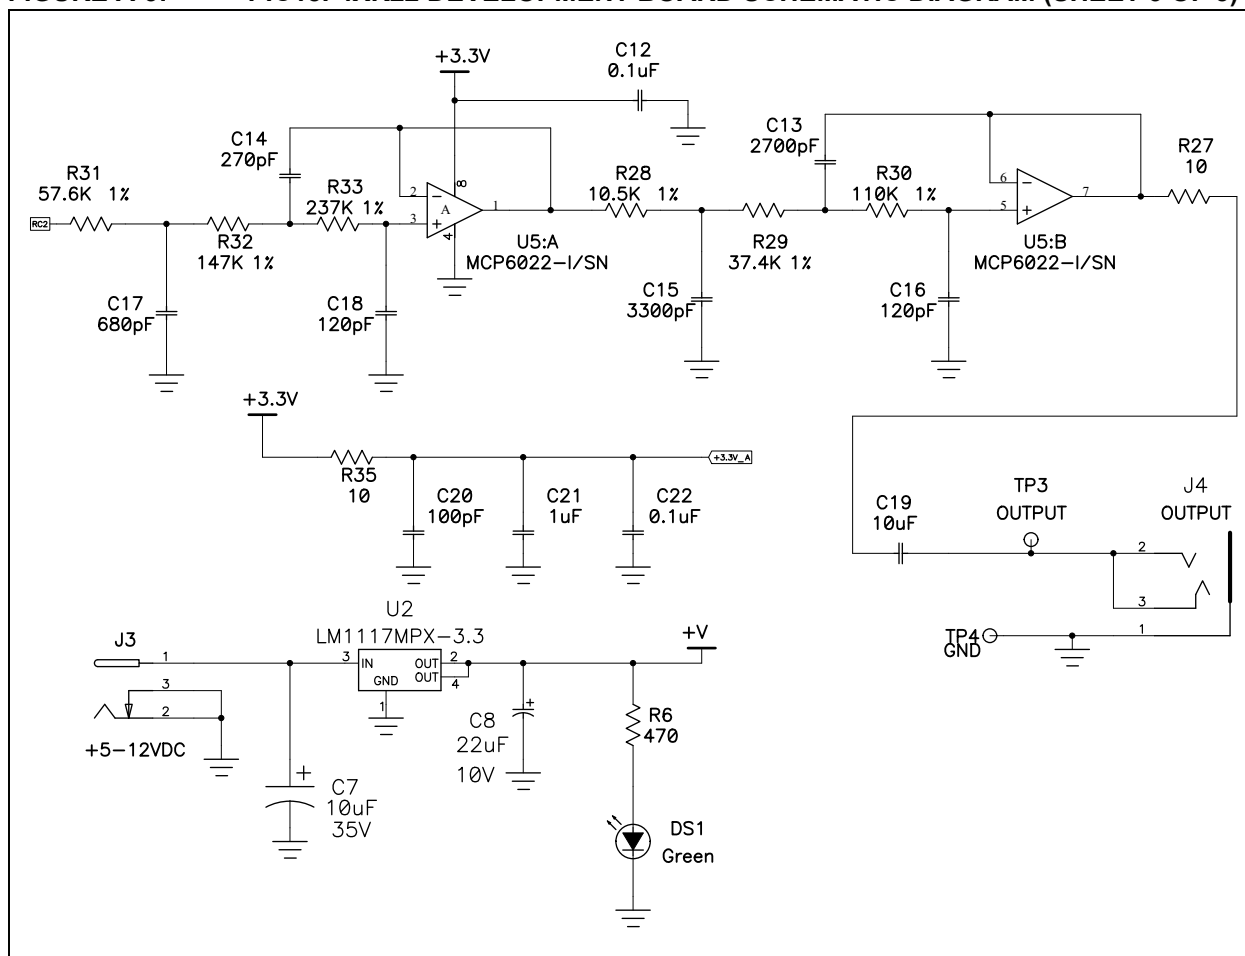 +3.3V
C12
0.1uF
C14
270pF
C13
2700pF
R27
10
R31
57.6K 1%
R33
237K 1%
R28
10.5K 1%
R30
110K 1%
8
2
A
1
3
4
6
7
5
RC2
R32
147K 1%
U5:A
MCP6022-I/SN
R29
37.4K 1%
U5:B
MCP6022-I/SN
C17
680pF
C18
120pF
C15
3300pF
C16
120pF
+3.3V
R35
10
+3.3V_A
C20
100pF
C21
1uF
C22
0.1uF
C19
10uF
TP3
OUTPUT
J4
OUTPUT
2
3
1
TP4
GND
U2
LM1117MPX-3.3
J3
1
3
2
+5-12VDC
3
IN
OUT
2
GND
OUT
4
1
+V
C8
22uF
10V
R6
470
C7
10uF
35V
DS1
Green